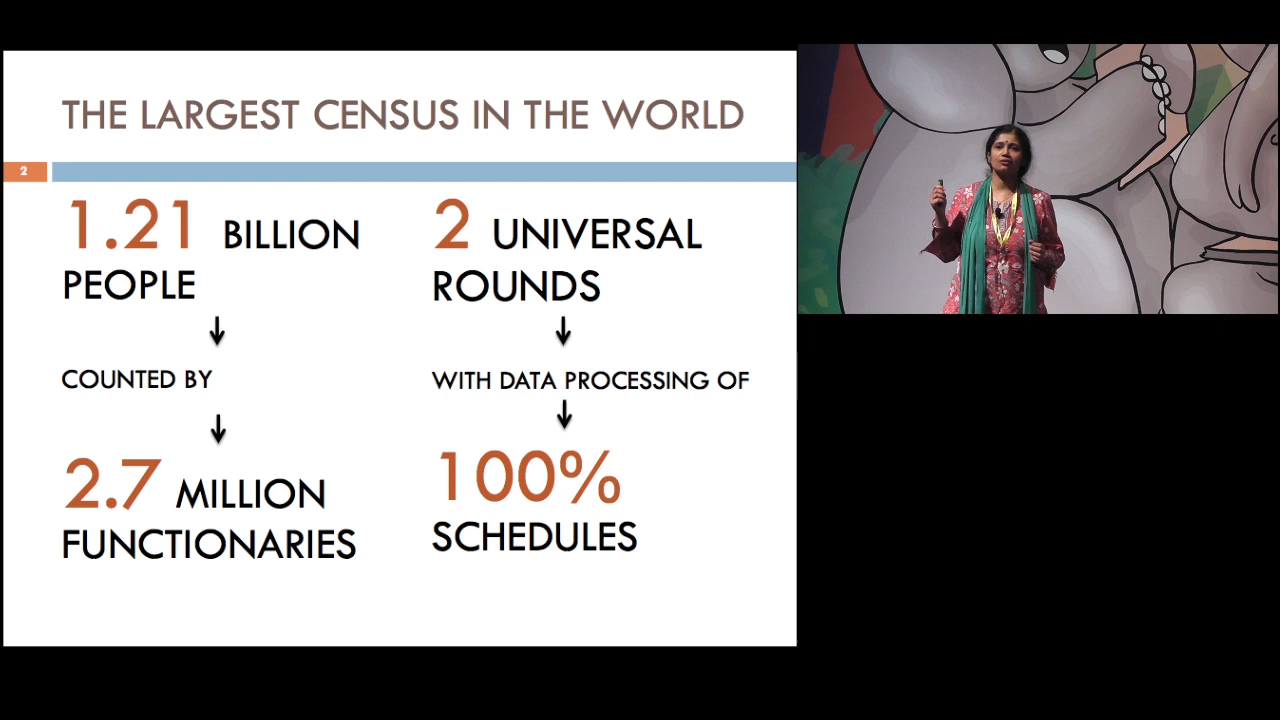 THE LARGEST CENSUS IN THE WORLD
2
1.21 BILLION
PEOPLE
COUNTED BY
2.7 MILLION
FUNCTIONARIES
2 UNIVERSAL
ROUNDS
WITH DATA PROCESSING OF
100%
SCHEDULES